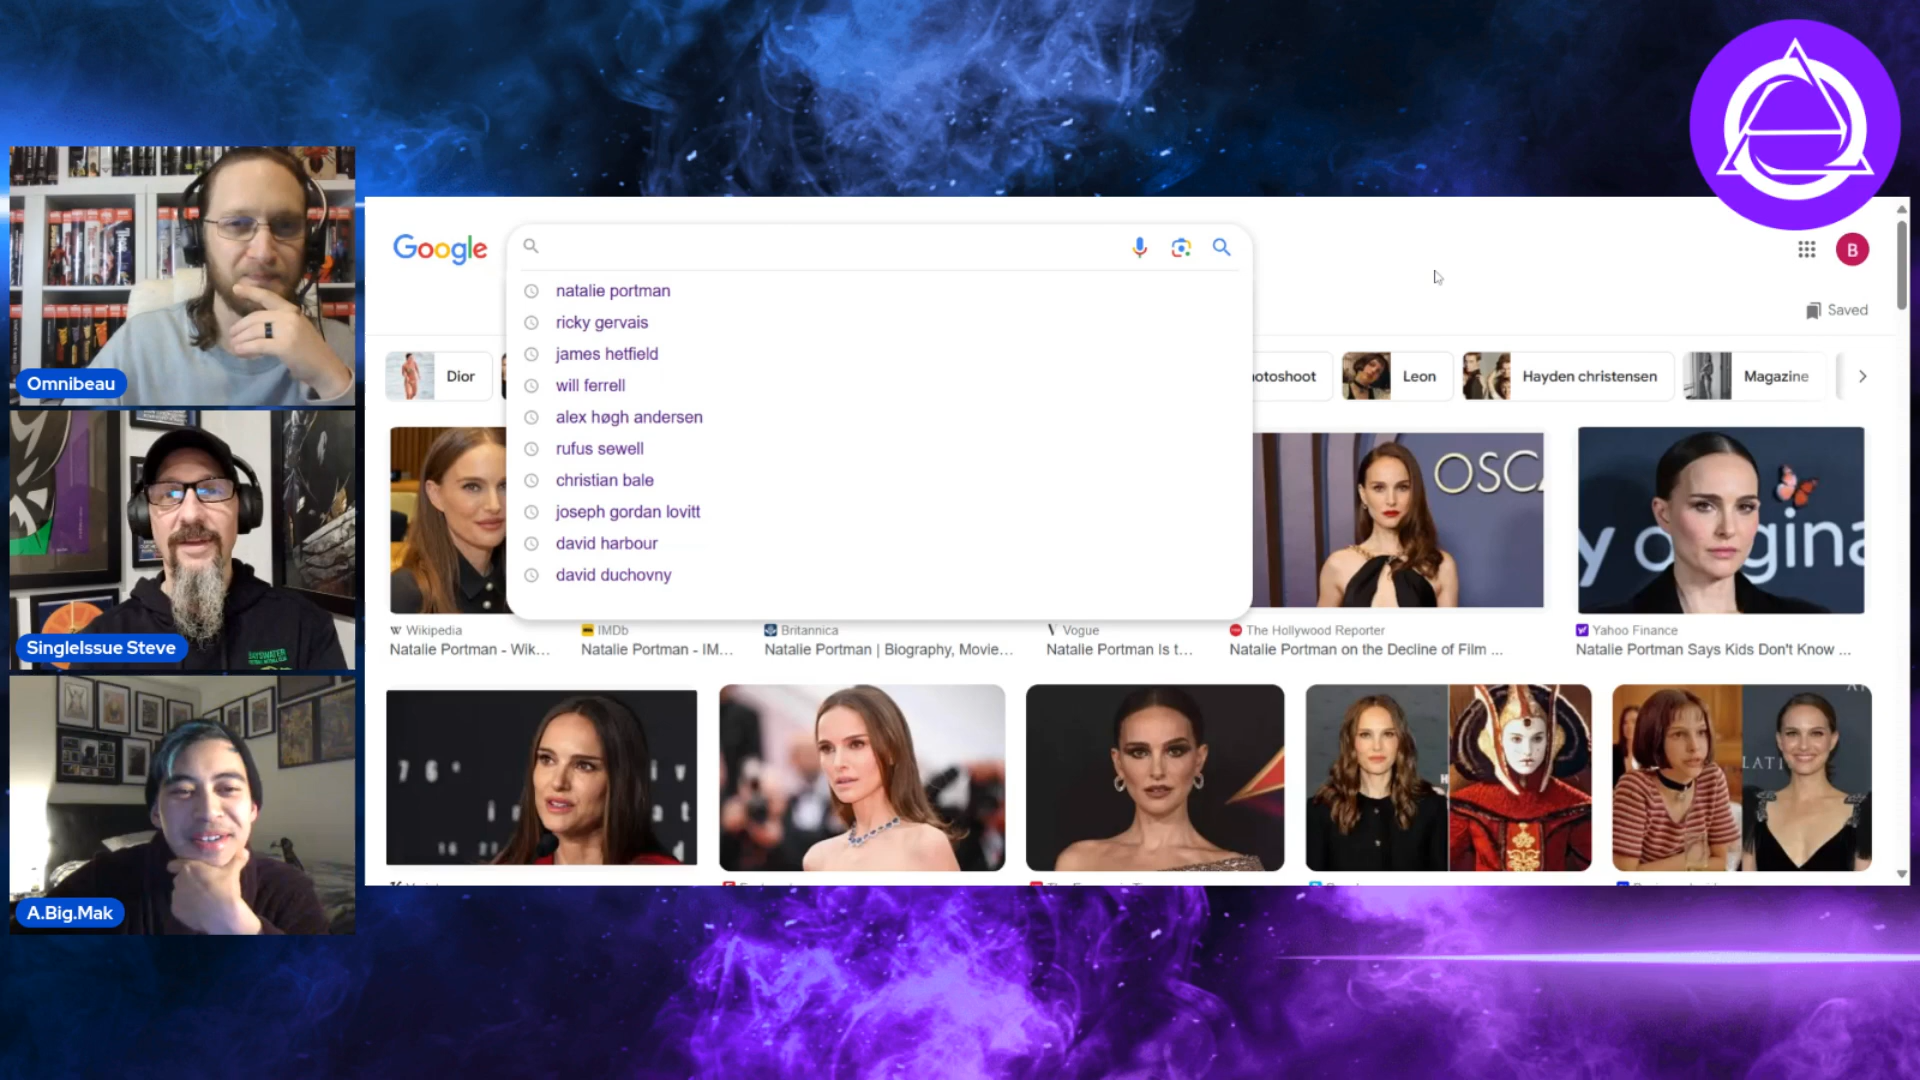 Google
natalie portman
ricky gervais
james hetfield
will ferrell
alex høgh andersen
rufus sewell
christian bale
joseph gordan lovitt
david harbour
david duchovny
B
Saved
Dior
otoshoot
Leon
Hayden christensen
Magazine
OSC
y originа
Wikipedia
Natalie Portman - Wik...
IMDb
Natalie Portman - IM...
Britannica
Natalie Portman | Biography, Movie...
Vogue
Natalie Portman Is t...
The Hollywood Reporter
Natalie Portman on the Decline of Film ...
Yahoo Finance
Natalie Portman Says Kids Don't Know ...
Omnibeau
SingleIssue Steve
A.Big.Mak